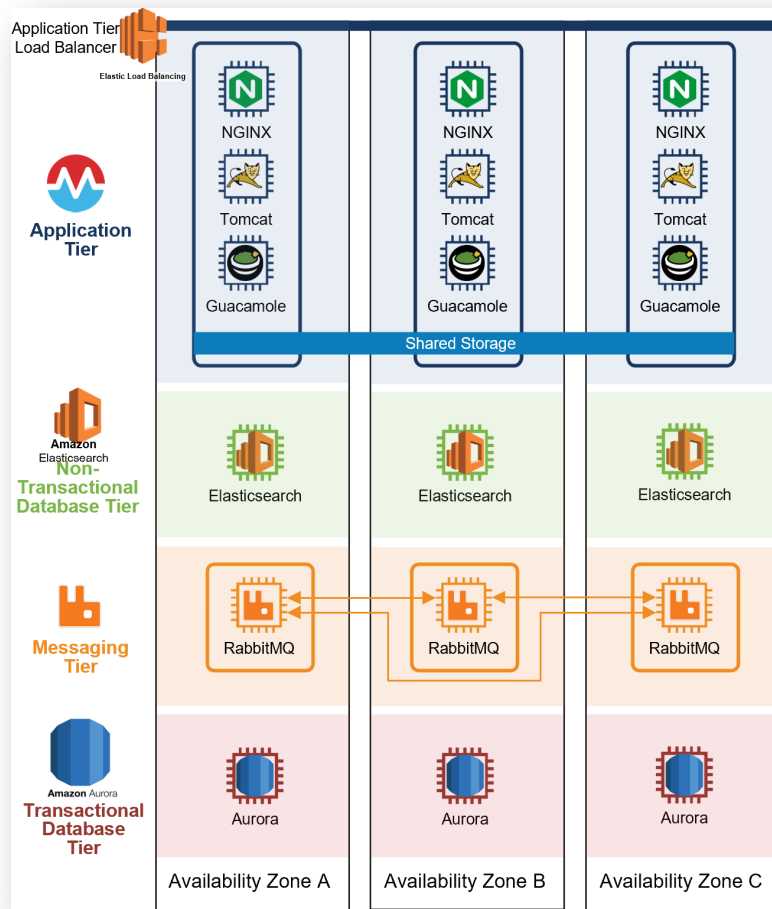 Application Tier
Load Balancer
Elastic Load Balancing
NGINX
NGINX
NGINX
Tomcat
Tomcat
Tomcat
Application
Tier
Guacamole
Guacamole
Guacamole
Shared Storage
Amazon
Elasticsearch
Non-
Transactional
Database Tier
Elasticsearch
Elasticsearch
Elasticsearch
Messaging
Tier
RabbitMQ
RabbitMQ
RabbitMQ
Amazon Aurora
Transactional
Database
Tier
Aurora
Aurora
Aurora
Availability Zone A
Availability Zone B
Availability Zone C